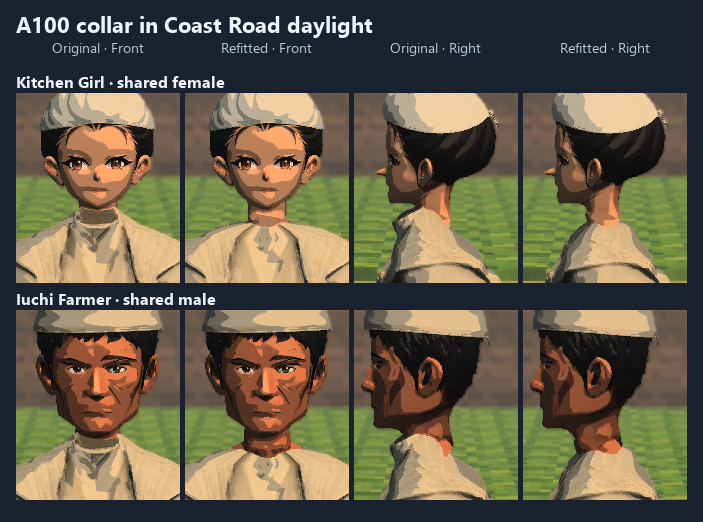 A100 collar in Coast Road daylight
Original · Front Refitted · Front Original · Right Refitted · Right
Kitchen Girl · shared female
Iuchi Farmer · shared male